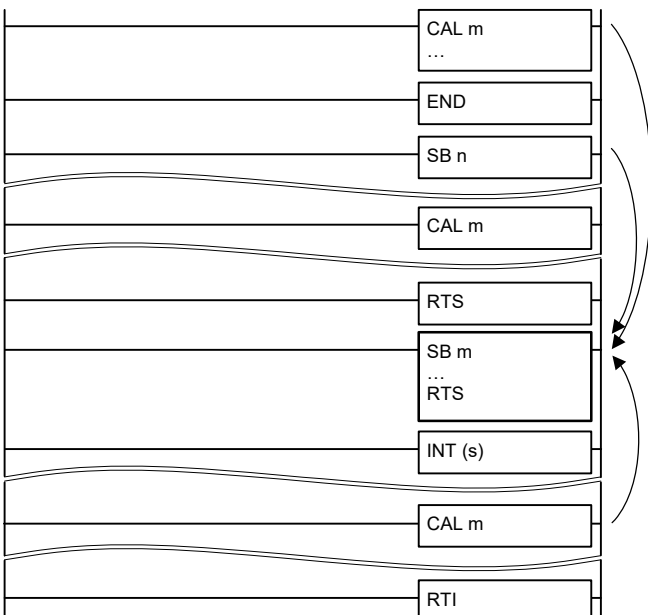 CAL m
…
END
SB n
CAL m
RTS
SB m
…
RTS
INT (s)
CAL m
RTI